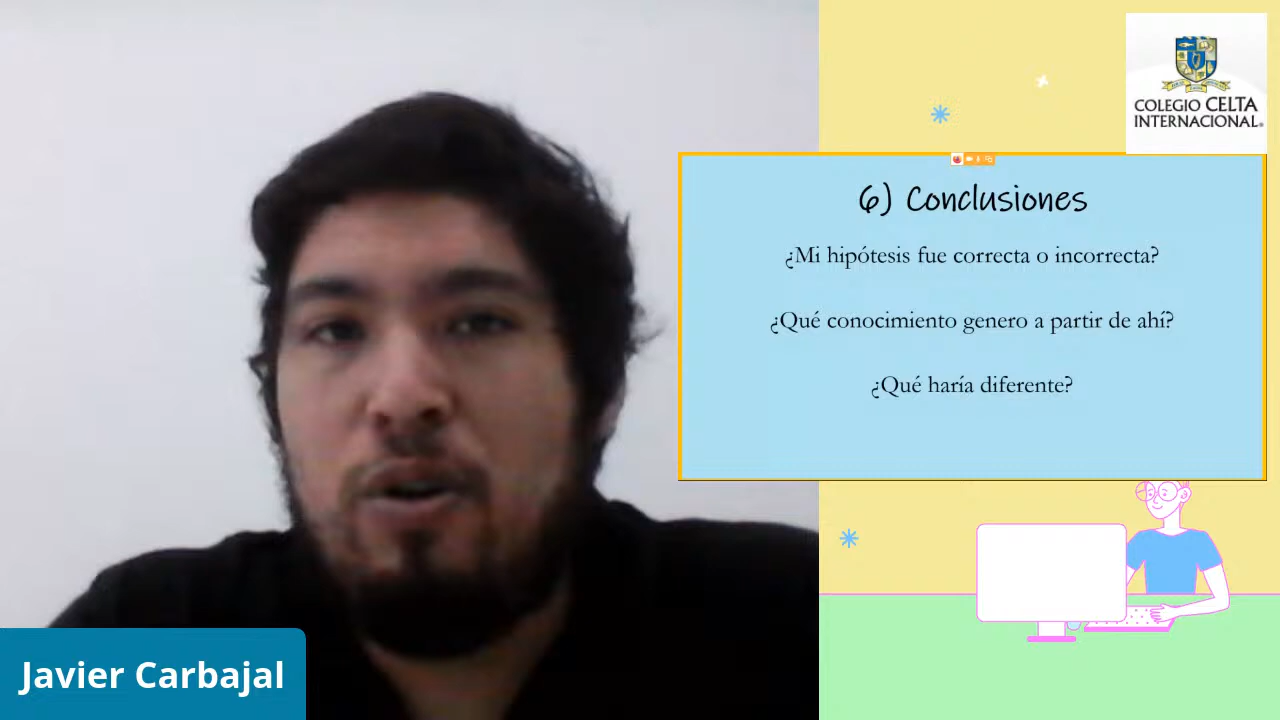 COLEGIO CELTA
INTERNACIONAL®
6) Conclusiones
¿Mi hipótesis fue correcta o incorrecta?
¿Qué conocimiento genero a partir de ahí?
¿Qué haría diferente?
Javier Carbajal